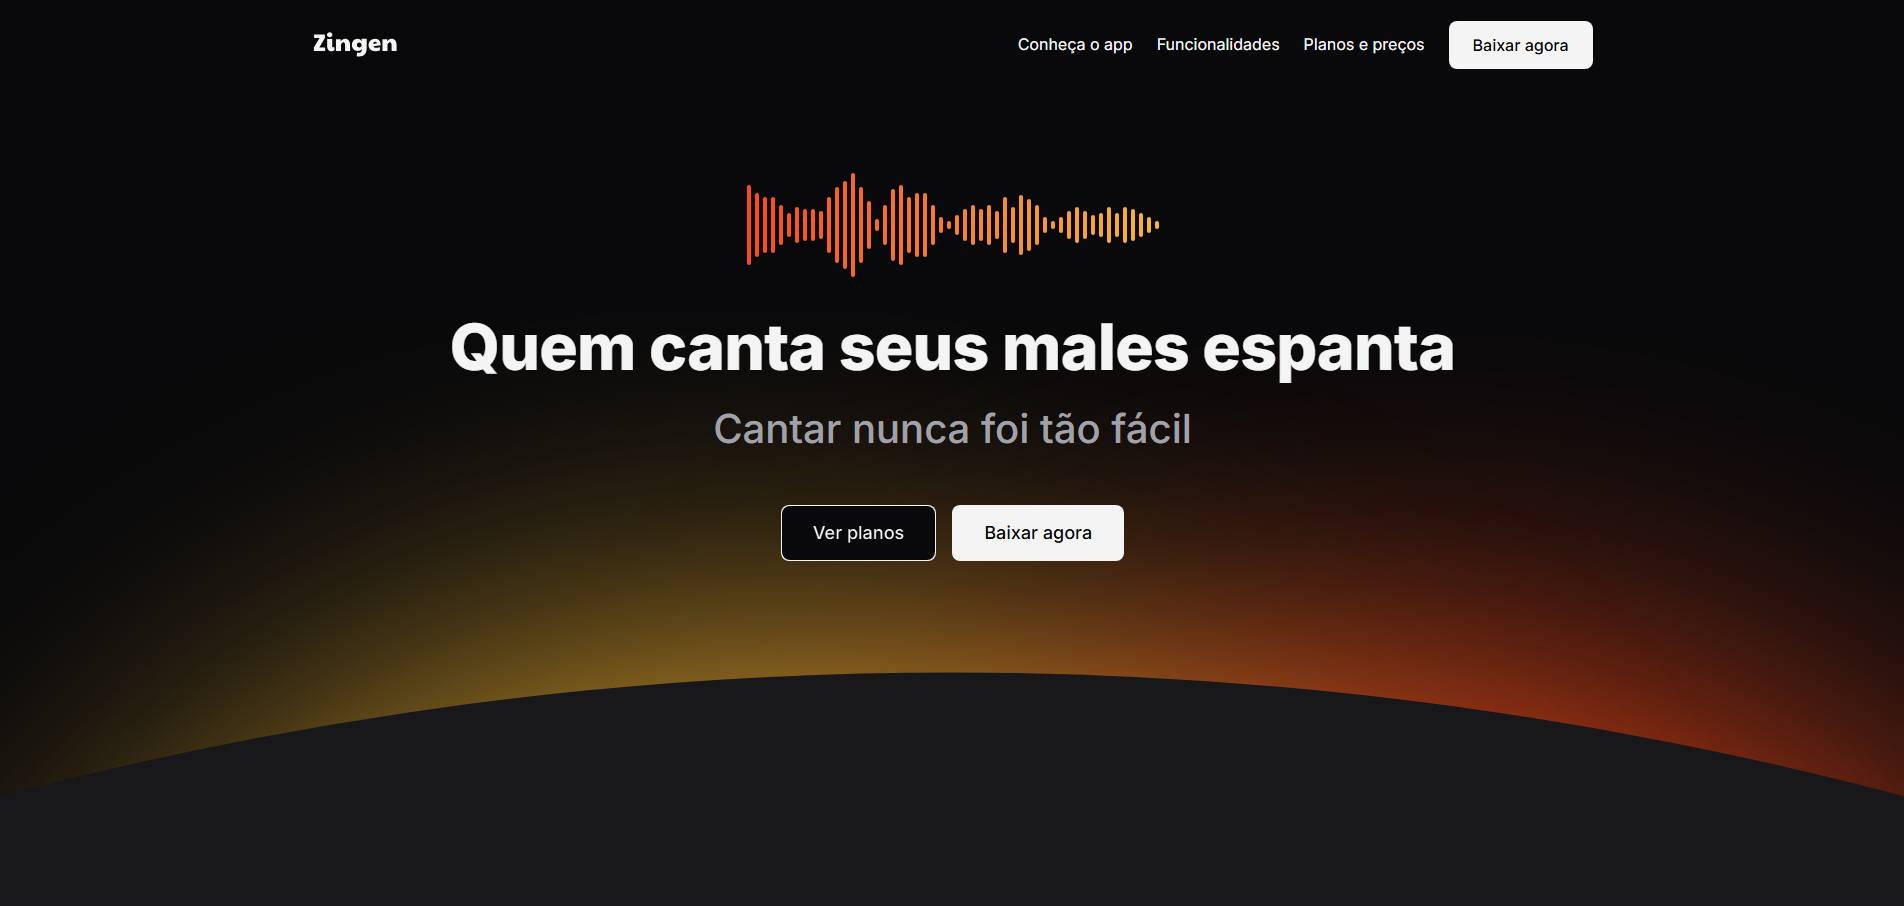 Zingen
Conheça o app
Funcionalidades
Planos e preços
Baixar agora
Quem canta seus males espanta
Cantar nunca foi tão fácil
Ver planos
Baixar agora